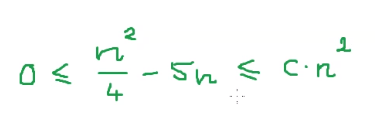 0 ≤ n²/4 - 5n ≤ c·n²